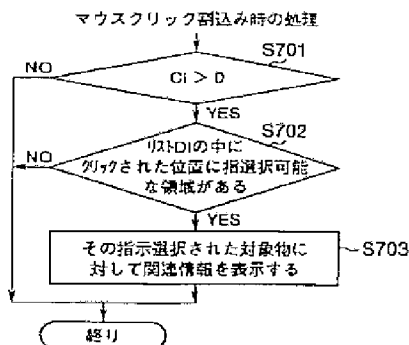 マウスクリック割込み時の処理
S701
NO
Ci > 0
YES
S702
リストDIの中に
NO
クリックされた位置に指選択可能
な領域がある
YES
その指示選択された対象物に
対して関連情報を表示する
S703
終り